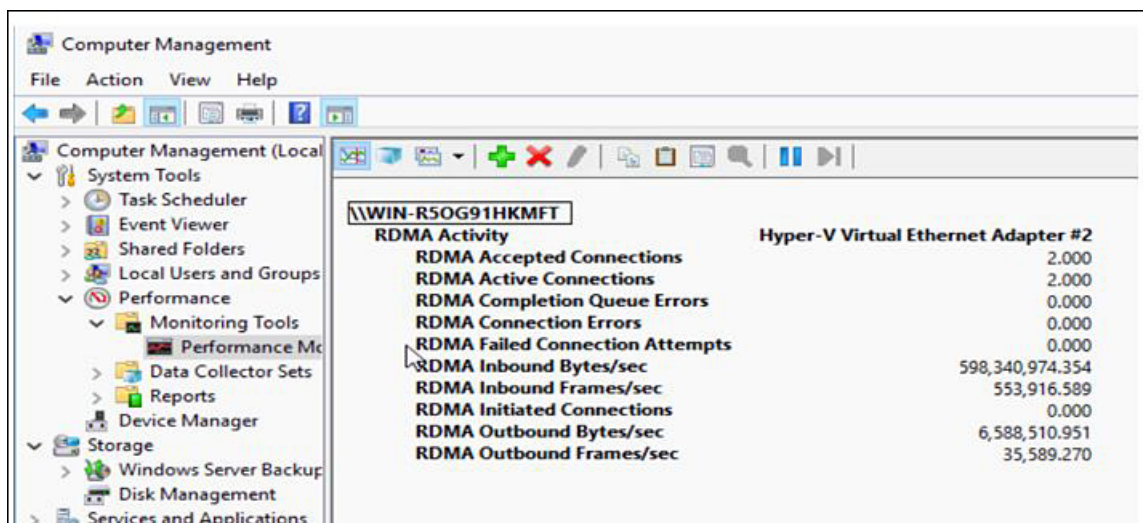 Computer Management
File Action View Help
Computer Management (Local
System Tools
Task Scheduler
Event Viewer
Shared Folders
Local Users and Groups
Performance
Monitoring Tools
Performance Mc
Data Collector Sets
Reports
Device Manager
Storage
Windows Server Backup
Disk Management
Services and Applications
\\WIN-R5OG91HKMFT
RDMA Activity Hyper-V Virtual Ethernet Adapter #2
RDMA Accepted Connections 2.000
RDMA Active Connections 2.000
RDMA Completion Queue Errors 0.000
RDMA Connection Errors 0.000
RDMA Failed Connection Attempts 0.000
RDMA Inbound Bytes/sec 598,340,974.354
RDMA Inbound Frames/sec 553,916.589
RDMA Initiated Connections 0.000
RDMA Outbound Bytes/sec 6,588,510.951
RDMA Outbound Frames/sec 35,589.270